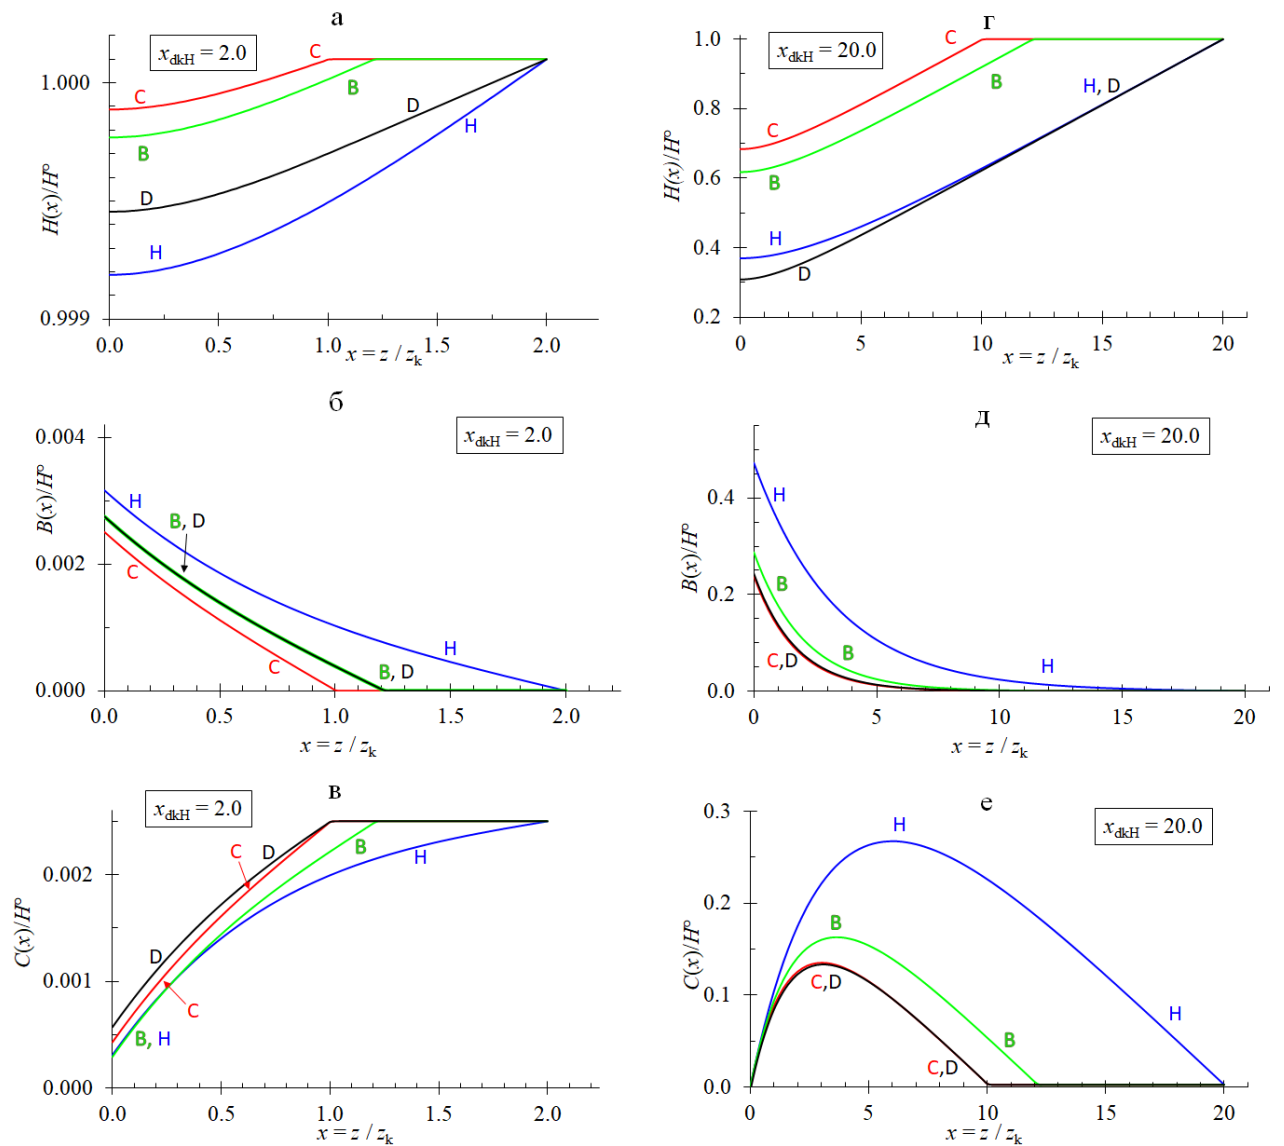 а
x_dkH = 2.0
H(x)/H°
1.000
0.999
C
C
B
B
D
D
H
H
0.0
0.5
1.0
1.5
2.0
x = z / z_k
г
x_dkH = 20.0
H(x)/H°
1.0
0.8
0.6
0.4
0.2
C
C
B
B
H, D
H
D
0
5
10
15
20
x = z / z_k
б
x_dkH = 2.0
B(x)/H°
0.004
0.002
0.000
H
B, D
C
C
H
B, D
0.0
0.5
1.0
1.5
2.0
x = z / z_k
д
x_dkH = 20.0
B(x)/H°
0.4
0.2
0.0
H
B
B
C,D
H
0
5
10
15
20
x = z / z_k
в
x_dkH = 2.0
C(x)/H°
0.002
0.001
0.000
C
D
B
H
D
C
B, H
0.0
0.5
1.0
1.5
2.0
x = z / z_k
е
x_dkH = 20.0
C(x)/H°
0.3
0.2
0.1
0.0
H
B
C,D
H
B
C,D
0
5
10
15
20
x = z / z_k